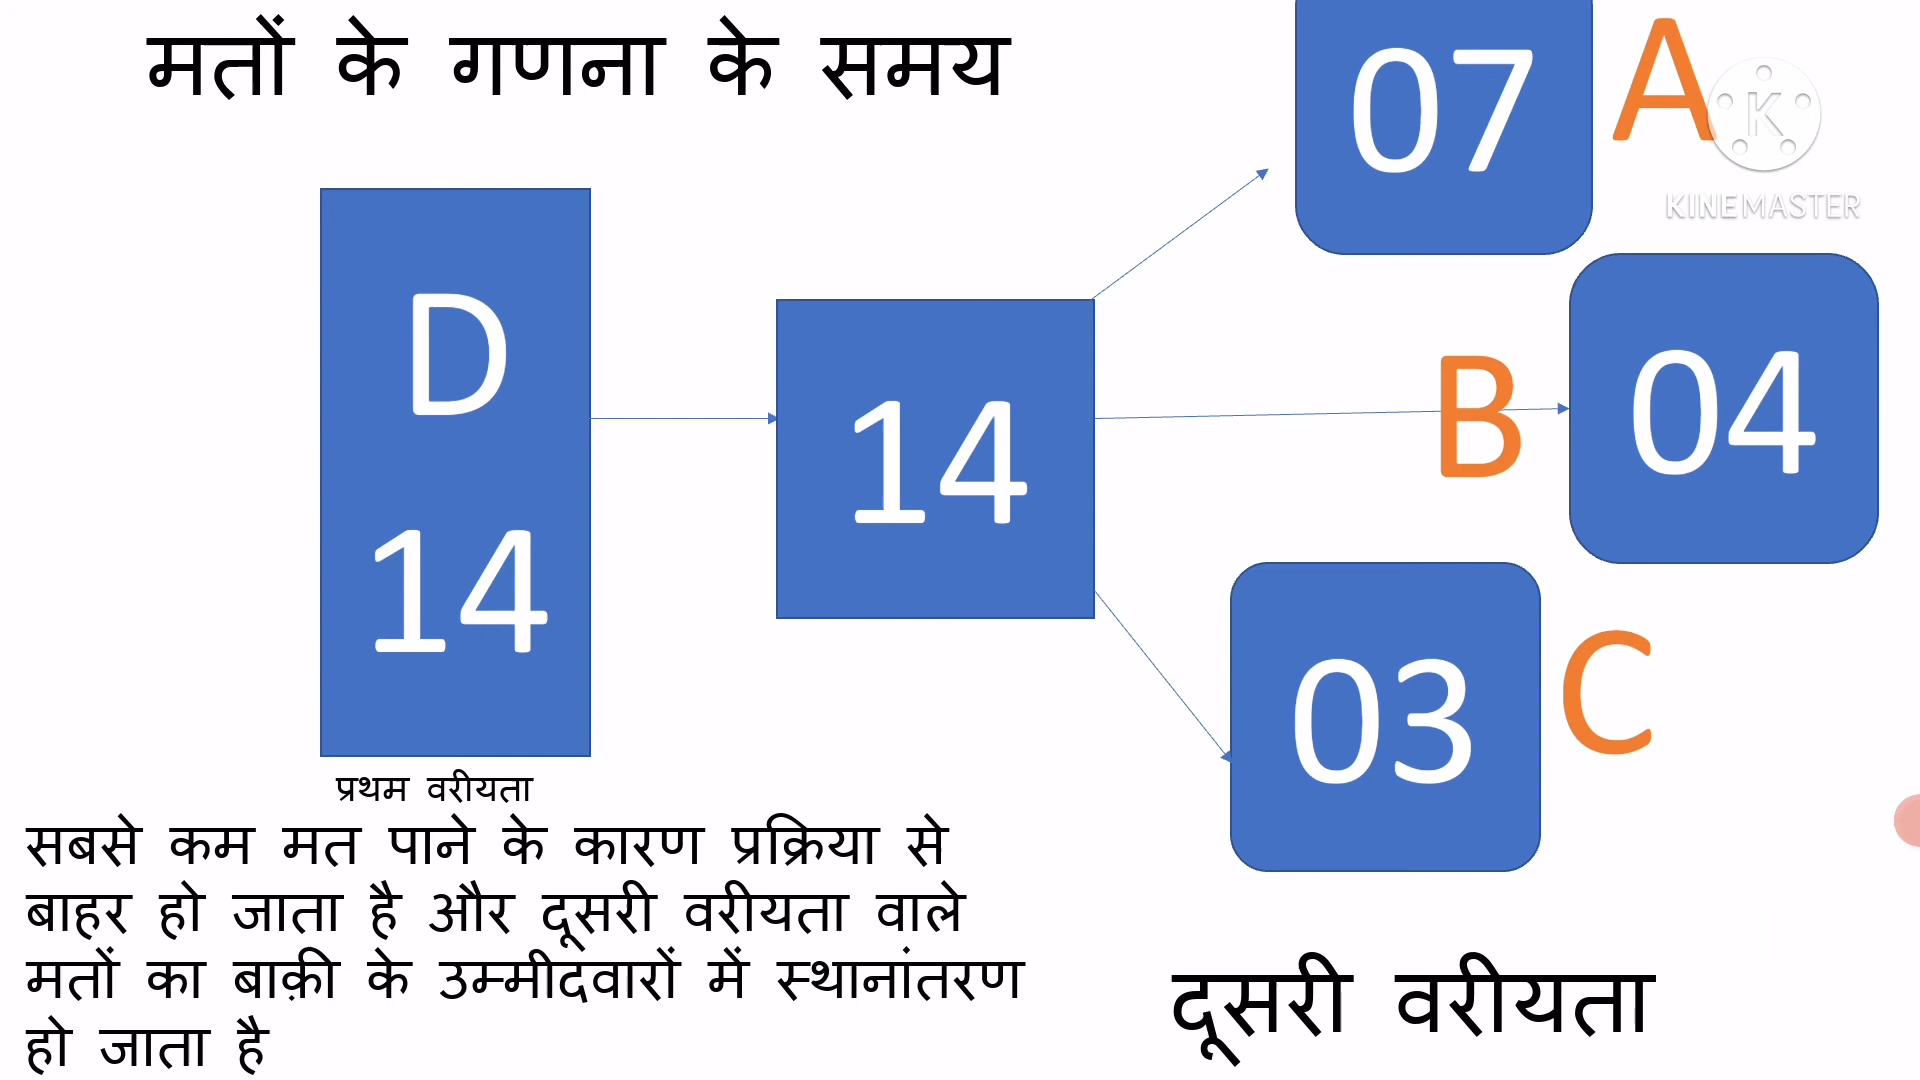 मतों के गणना के समय
07
A
K
KINEMASTER
D
14
14
B
04
03
C
प्रथम वरीयता
सबसे कम मत पाने के कारण प्रक्रिया से
बाहर हो जाता है और दूसरी वरीयता वाले
मतों का बाक़ी के उम्मीदवारों में स्थानांतरण
हो जाता है
दूसरी वरीयता